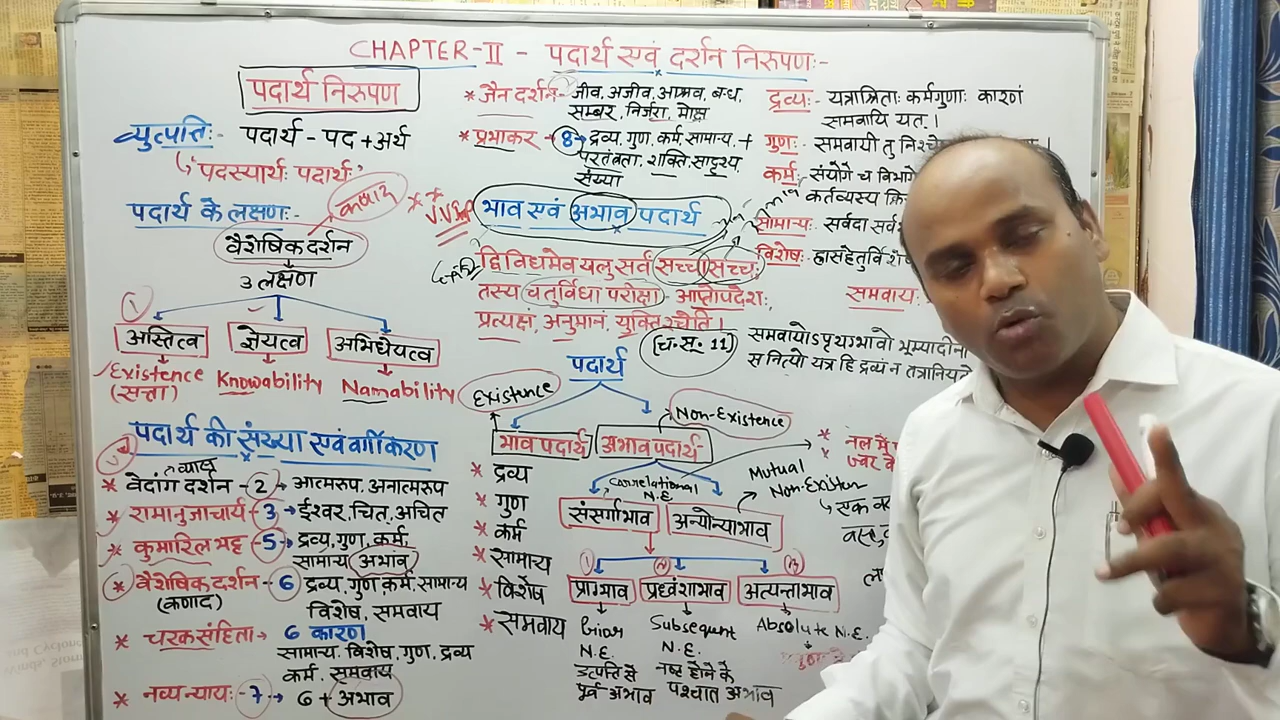 CHAPTER-II - पदार्थ एवं दर्शन निरुपण:-
पदार्थ निरुपण
व्युत्पति:- पदार्थ - पद + अर्थ
"पदस्यार्थः पदार्थः"
पदार्थ के लक्षण:-
कणाद
वैशेषिक दर्शन
3 लक्षण
अस्तित्व ज्ञेयत्व अभिधेयत्व
Existence Knowability Namability
(सत्ता)
पदार्थ की संख्या एवं वर्गीकरण
* वेदांग दर्शन - 2 → आत्मरुप, अनात्मरुप
* रामानुजाचार्य - 3 → ईश्वर, चित, अचित
* कुमारिल भट्ट - 5 → द्रव्य, गुण, कर्म,
सामान्य, अभाव
* वैशेषिक दर्शन - 6 द्रव्य, गुण, कर्म, सामान्य
(कणाद) विशेष, समवाय
* चरक संहिता → 6 कारण
सामान्य, विशेष, गुण, द्रव्य
कर्म, समवाय
* नव्य न्याय: - 7 → 6 + अभाव
* जैन दर्शन - जीव, अजीव, आश्रव, बन्ध,
सम्बर, निर्जरा, मोक्ष
* प्रभाकर → 8 → द्रव्य, गुण, कर्म, सामान्य, +
परतंत्रता, शक्ति, सादृश्य,
संख्या
भाव एवं अभाव पदार्थ
द्विविधमेव खलु सर्वं सच्चासच्च:
तस्य चतुर्विधा परीक्षा - आप्तोपदेश:,
प्रत्यक्षं, अनुमानं, युक्तिश्चेति।
(च. सू. 11)
पदार्थ
Existence Non-Existence
भाव पदार्थ अभाव पदार्थ
* द्रव्य
* गुण
* कर्म
* सामान्य
* विशेष
* समवाय
Correlational
N.E.
Mutual
Non-Existen
संसर्गाभाव अन्योन्याभाव
प्राग्भाव प्रध्वंशाभाव अत्यन्ताभाव
Prior Subsequent Absolute N.E.
N.E. N.E.
उत्पत्ति से नष्ट होने के
पूर्व अभाव पश्चात अभाव
द्रव्य:- यत्राश्रिताः कर्मगुणाः कारणं
समवायि यत्।
गुण:- समवायी तु निश्चे
कर्म:- संयोगे च विभागे
कर्तव्यस्य क्रि
सामान्य: सर्वदा सर्व
विशेष: ह्रासहेतुर्विशे
समवाय:
समवायोऽपृथग्भावो भूम्यादीना
स नित्यो यत्र हि द्रव्यं न तत्रानियतो